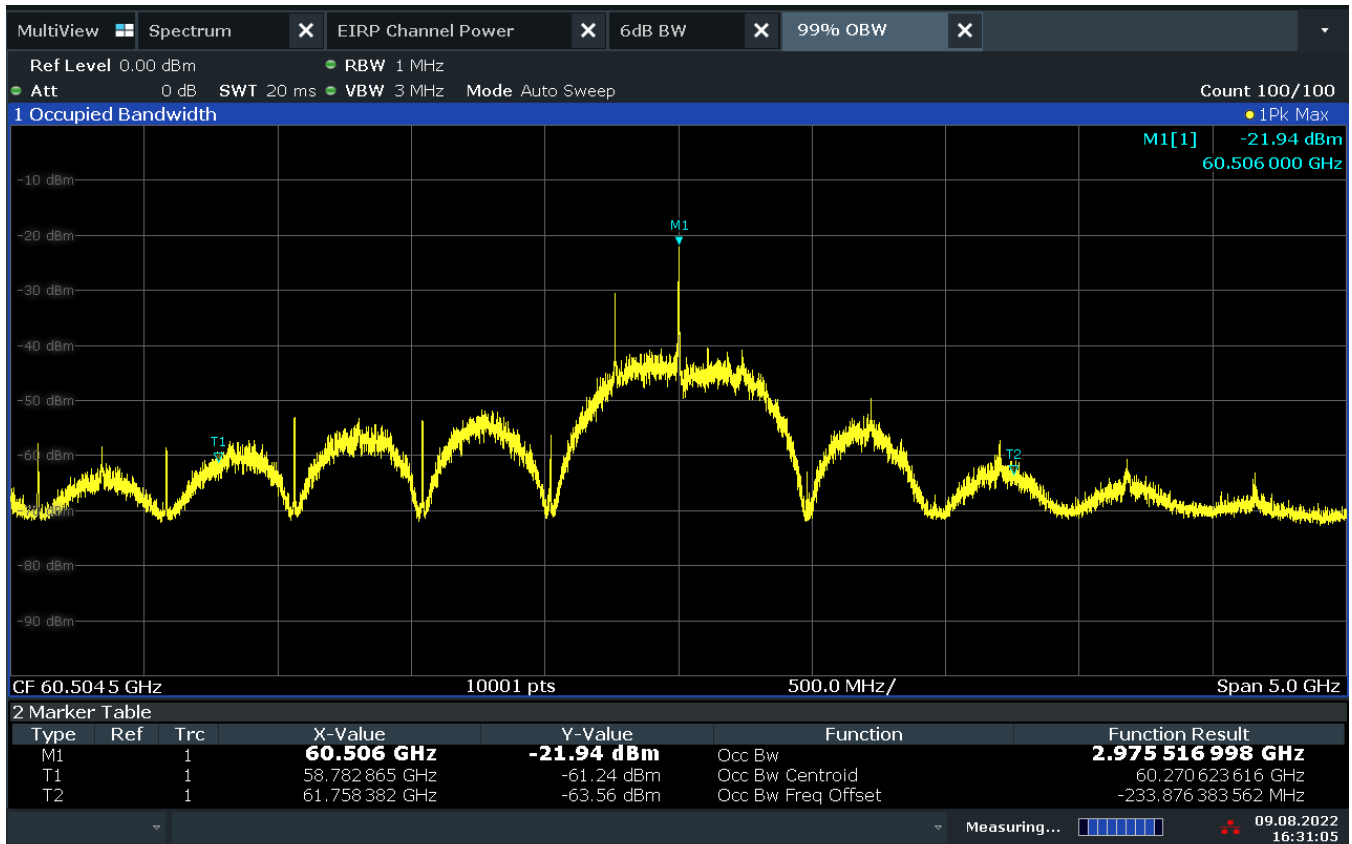 MultiView Spectrum EIRP Channel Power 6dB BW 99% OBW
Ref Level 0.00 dBm RBW 1 MHz
Att 0 dB SWT 20 ms VBW 3 MHz Mode Auto Sweep Count 100/100
1 Occupied Bandwidth 1Pk Max
M1[1] -21.94 dBm
60.506 000 GHz
-10 dBm
M1
-20 dBm
-30 dBm
-40 dBm
-50 dBm
T1
-60 dBm
T2
-80 dBm
-90 dBm
CF 60.5045 GHz 10001 pts 500.0 MHz/ Span 5.0 GHz
2 Marker Table
Type Ref Trc X-Value Y-Value Function Function Result
M1 1 60.506 GHz -21.94 dBm Occ Bw 2.975 516 998 GHz
T1 1 58.782 865 GHz -61.24 dBm Occ Bw Centroid 60.270 623 616 GHz
T2 1 61.758 382 GHz -63.56 dBm Occ Bw Freq Offset -233.876 383 562 MHz
Measuring... 09.08.2022
16:31:05